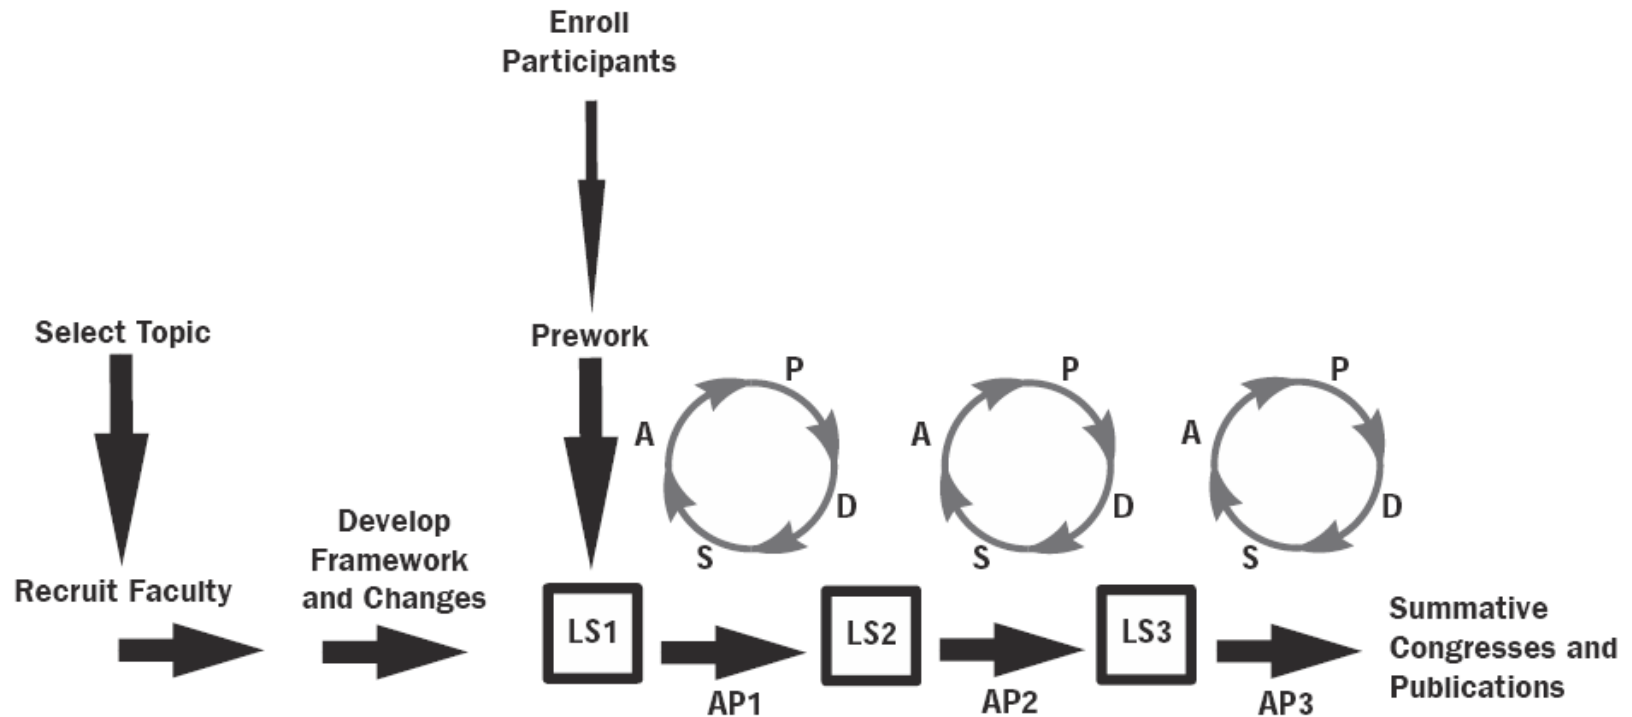 Enroll
Participants
Select Topic
Prework
Recruit Faculty
Develop
Framework
and Changes
P
A
D
S
P
A
D
S
P
A
D
S
LS1
AP1
LS2
AP2
LS3
AP3
Summative
Congresses and
Publications